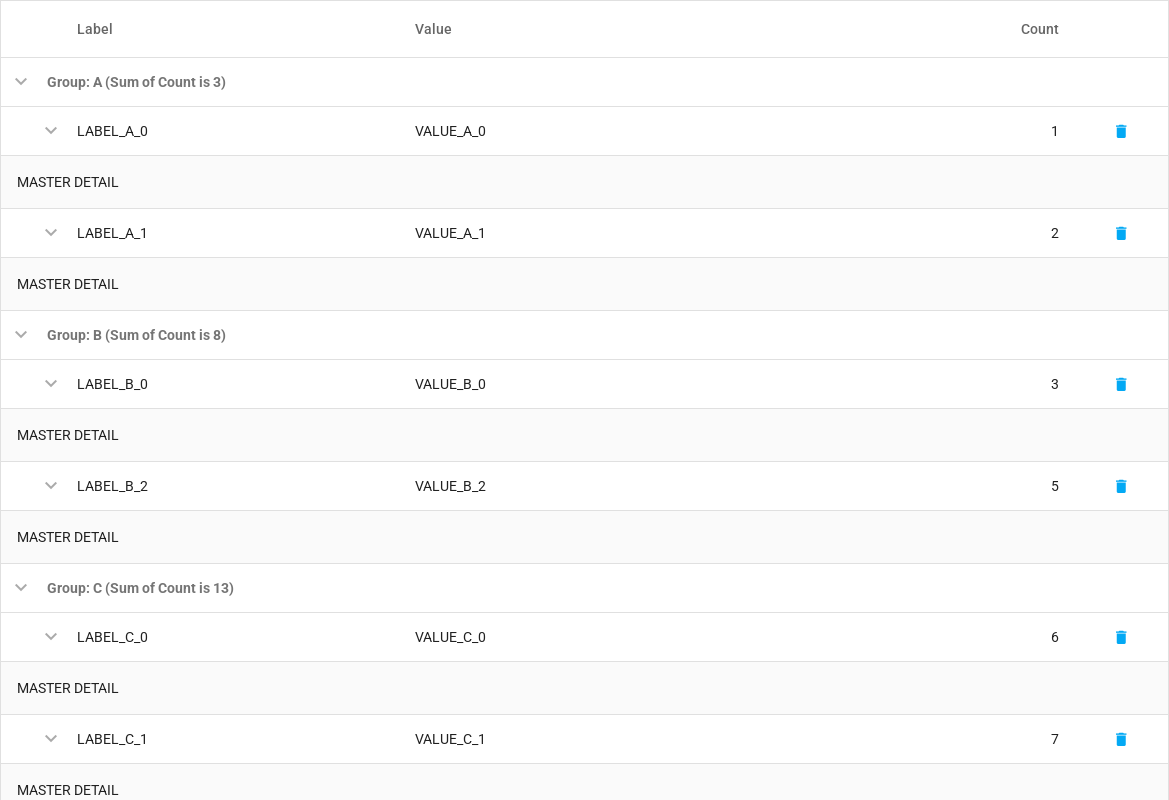 Label Value Count
Group: A (Sum of Count is 3)
LABEL_A_0 VALUE_A_0 1
MASTER DETAIL
LABEL_A_1 VALUE_A_1 2
MASTER DETAIL
Group: B (Sum of Count is 8)
LABEL_B_0 VALUE_B_0 3
MASTER DETAIL
LABEL_B_2 VALUE_B_2 5
MASTER DETAIL
Group: C (Sum of Count is 13)
LABEL_C_0 VALUE_C_0 6
MASTER DETAIL
LABEL_C_1 VALUE_C_1 7
MASTER DETAIL